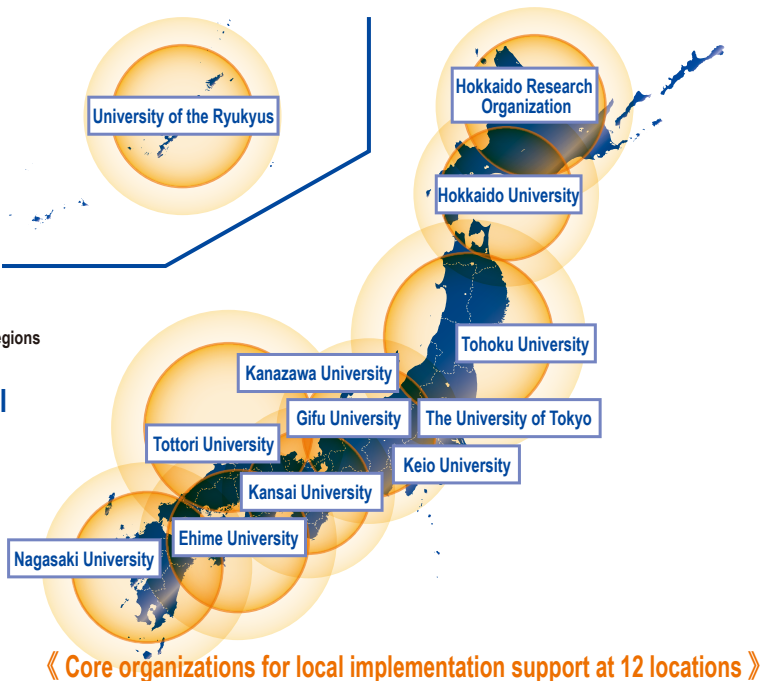 University of the Ryukyus
Hokkaido Research
Organization
Hokkaido University
egions
Tohoku University
Kanazawa University
l
Gifu University
The University of Tokyo
Tottori University
Keio University
Kansai University
Ehime University
Nagasaki University
《 Core organizations for local implementation support at 12 locations 》